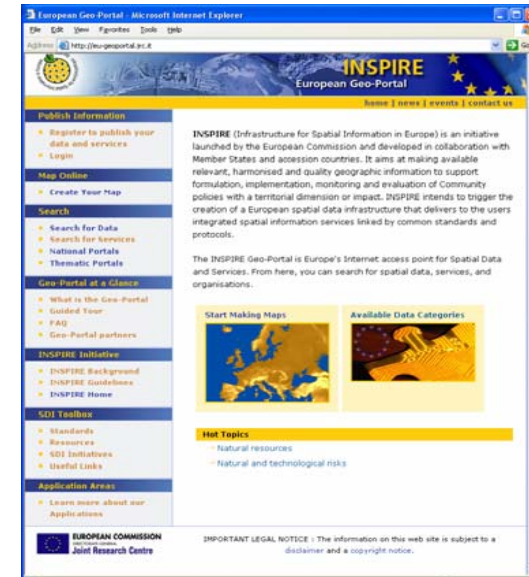 European Geo-Portal - Microsoft Internet Explorer
File Edit View Favorites Tools Help
Address http://eu-geoportal.jrc.it Go
INSPIRE
European Geo-Portal
home | news | events | contact us
Publish Information
Register to publish your
data and services
Login
Map Online
Create Your Map
Search
Search for Data
Search for Services
National Portals
Thematic Portals
Geo-Portal at a Glance
What is the Geo-Portal
Guided Tour
FAQ
Geo-Portal partners
INSPIRE Initiative
INSPIRE Background
INSPIRE Guidelines
INSPIRE Home
SDI Toolbox
Standards
Resources
SDI Initiatives
Useful Links
Application Areas
Learn more about our
Applications
INSPIRE (Infrastructure for Spatial Information in Europe) is an initiative
launched by the European Commission and developed in collaboration with
Member States and accession countries. It aims at making available
relevant, harmonised and quality geographic information to support
formulation, implementation, monitoring and evaluation of Community
policies with a territorial dimension or impact. INSPIRE intends to trigger the
creation of a European spatial data infrastructure that delivers to the users
integrated spatial information services linked by common standards and
protocols.
The INSPIRE Geo-Portal is Europe's Internet access point for Spatial Data
and Services. From here, you can search for spatial data, services, and
organisations.
Start Making Maps
Available Data Categories
Hot Topics
Natural resources
Natural and technological risks
EUROPEAN COMMISSION
DIRECTORATE-GENERAL
Joint Research Centre
IMPORTANT LEGAL NOTICE : The information on this web site is subject to a
disclaimer and a copyright notice.